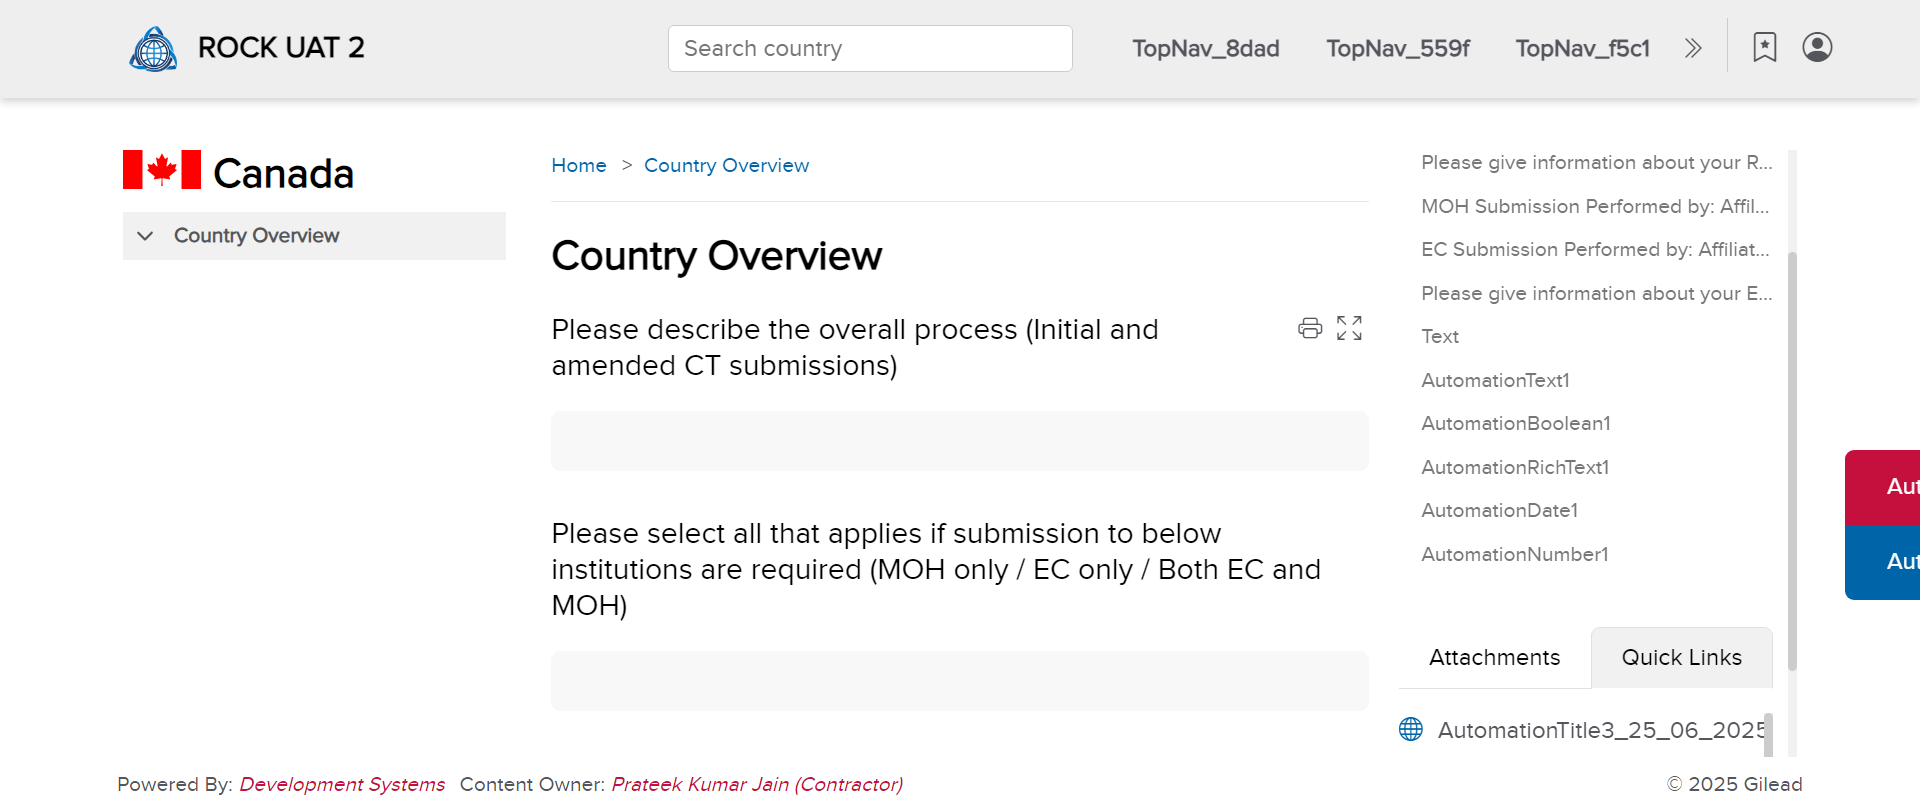 ROCK UAT 2
Search country
TopNav_8dad
TopNav_559f
TopNav_f5c1
Canada
Country Overview
Home > Country Overview
Country Overview
Please describe the overall process (Initial and
amended CT submissions)
Please select all that applies if submission to below
institutions are required (MOH only / EC only / Both EC and
MOH)
Please give information about your R...
MOH Submission Performed by: Affil...
EC Submission Performed by: Affiliat...
Please give information about your E...
Text
AutomationText1
AutomationBoolean1
AutomationRichText1
AutomationDate1
AutomationNumber1
Attachments
Quick Links
AutomationTitle3_25_06_2025
Aut
Aut
Powered By: Development Systems Content Owner: Prateek Kumar Jain (Contractor)
© 2025 Gilead